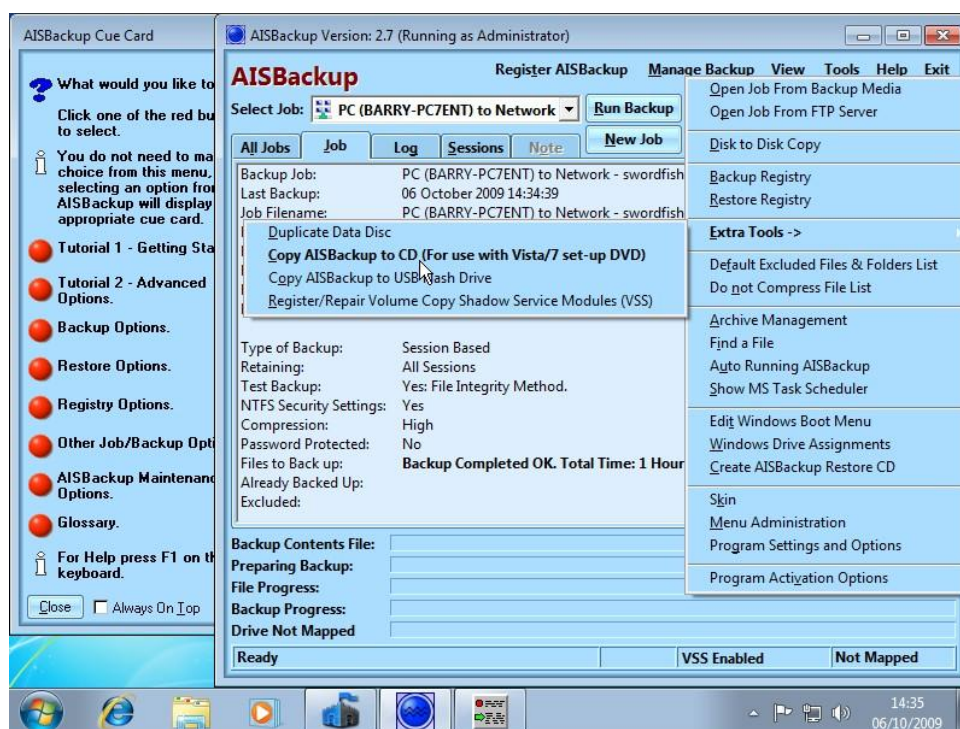 AISBackup Cue Card
What would you like to
Click one of the red bu
to select.
You do not need to ma
choice from this menu,
selecting an option fro
AISBackup will display
appropriate cue card.
Tutorial 1 - Getting Sta
Tutorial 2 - Advanced
Options.
Backup Options.
Restore Options.
Registry Options.
Other Job/Backup Opti
AISBackup Maintenanc
Options.
Glossary.
For Help press F1 on th
keyboard.
Close Always On Top
AISBackup Version: 2.7 (Running as Administrator)
AISBackup
Register AISBackup Manage Backup View Tools Help Exit
Select Job: PC (BARRY-PC7ENT) to Network Run Backup
New Job
All Jobs Job Log Sessions Note
Backup Job: PC (BARRY-PC7ENT) to Network - swordfish
Last Backup: 06 October 2009 14:34:39
Job Filename: PC (BARRY-PC7ENT) to Network - swordfish
Duplicate Data Disc
Copy AISBackup to CD (For use with Vista/7 set-up DVD)
Copy AISBackup to USB Flash Drive
Register/Repair Volume Copy Shadow Service Modules (VSS)
Type of Backup: Session Based
Retaining: All Sessions
Test Backup: Yes: File Integrity Method.
NTFS Security Settings: Yes
Compression: High
Password Protected: No
Files to Back up: Backup Completed OK. Total Time: 1 Hour
Already Backed Up:
Excluded:
Backup Contents File:
Preparing Backup:
File Progress:
Backup Progress:
Drive Not Mapped
Ready VSS Enabled Not Mapped
Open Job From Backup Media
Open Job From FTP Server
Disk to Disk Copy
Backup Registry
Restore Registry
Extra Tools ->
Default Excluded Files & Folders List
Do not Compress File List
Archive Management
Find a File
Auto Running AISBackup
Show MS Task Scheduler
Edit Windows Boot Menu
Windows Drive Assignments
Create AISBackup Restore CD
Skin
Menu Administration
Program Settings and Options
Program Activation Options
14:35
06/10/2009